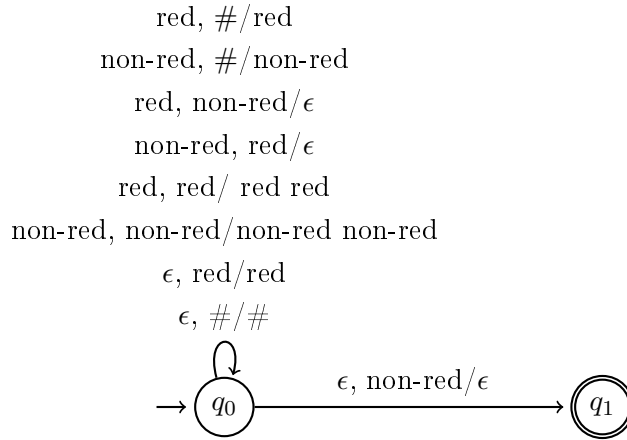 red, #/red
non-red, #/non-red
red, non-red/ϵ
non-red, red/ϵ
red, red/ red red
non-red, non-red/non-red non-red
ϵ, red/red
ϵ, #/#
ϵ, non-red/ϵ
q0
q1